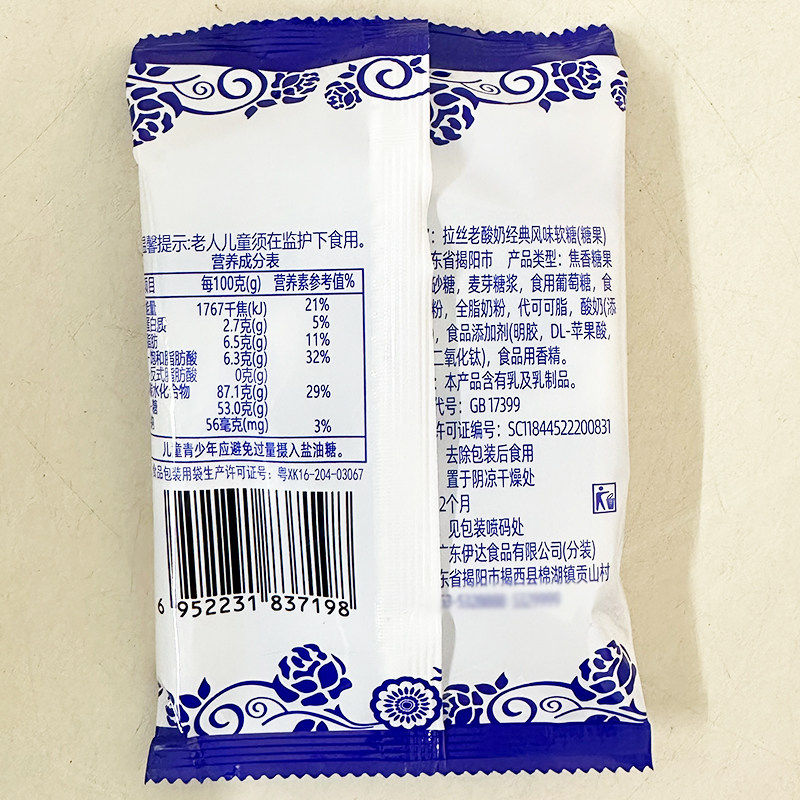 馨提示:老人儿童须在监护下食用。
营养成分表
项目 每100克(g) 营养素参考值%
能量 1767千焦(kJ) 21%
蛋白质 2.7克(g) 5%
脂肪 6.5克(g) 11%
饱和脂肪酸 6.3克(g) 32%
反式脂肪酸 0克(g)
水化合物 87.1克(g) 29%
糖 53.0克(g)
56毫克(mg) 3%
儿童青少年应避免过量摄入盐油糖。
食品包装用袋生产许可证号: 粤XK16-204-03067
6 952231 837198
: 拉丝老酸奶经典风味软糖(糖果)
东省揭阳市 产品类型: 焦香糖果
砂糖, 麦芽糖浆, 食用葡萄糖, 食
粉, 全脂奶粉, 代可可脂, 酸奶(添
, 食品添加剂(明胶, DL-苹果酸,
二氧化钛), 食品用香精。
: 本产品含有乳及乳制品。
代号: GB 17399
许可证编号: SC11844522200831
去除包装后食用
置于阴凉干燥处
2个月
见包装喷码处
广东伊达食品有限公司(分装)
东省揭阳市揭西县棉湖镇贡山村